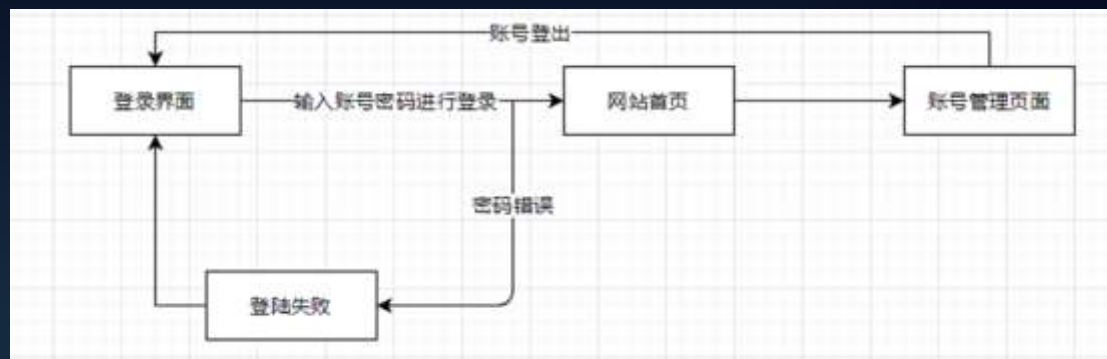 账号登出
登录界面
输入账号密码进行登录
网站首页
账号管理页面
密码错误
登陆失败